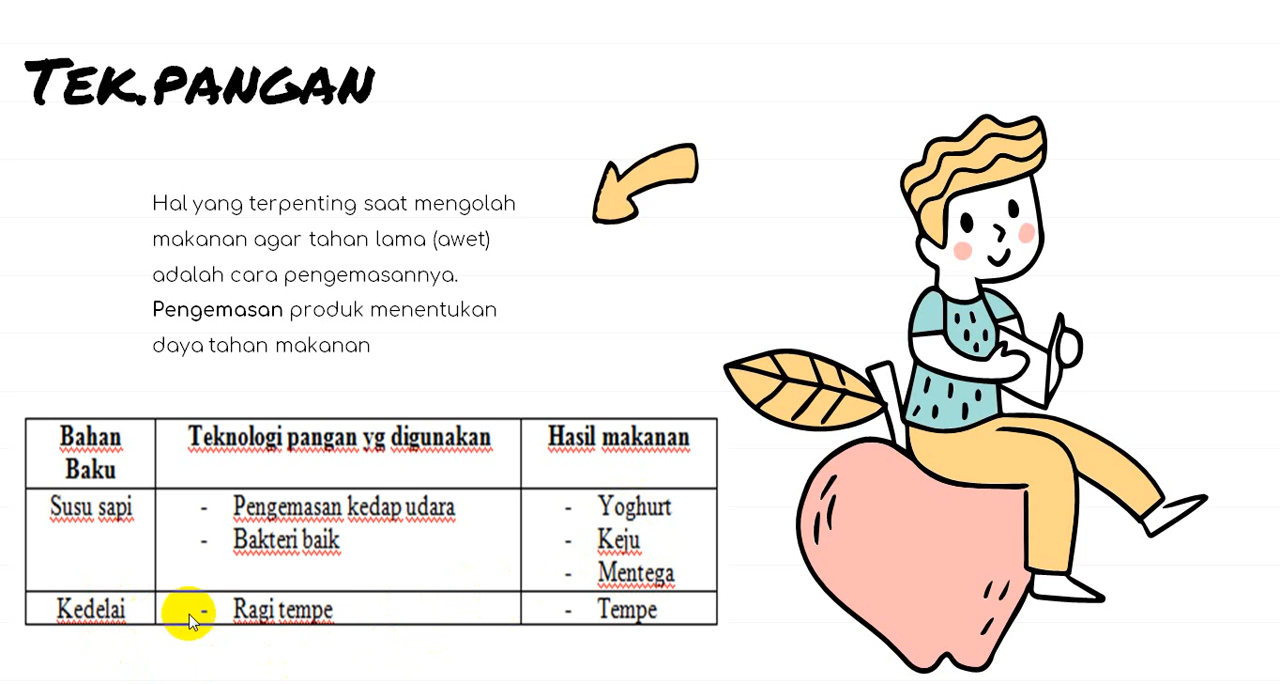 TEK.PANGAN
Hal yang terpenting saat mengolah
makanan agar tahan lama (awet)
adalah cara pengemasannya.
Pengemasan produk menentukan
daya tahan makanan
Bahan Baku
Teknologi pangan yg digunakan
Hasil makanan
Susu sapi
- Pengemasan kedap udara
- Bakteri baik
- Yoghurt
- Keju
- Mentega
Kedelai
- Ragi tempe
- Tempe